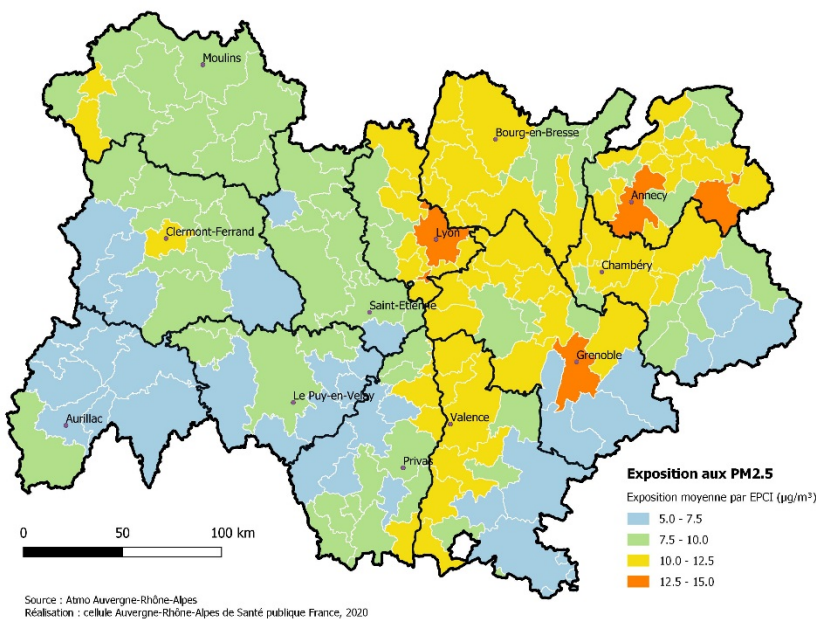 Moulins
Bourg-en-Bresse
Annecy
Clermont-Ferrand
Lyon
Chambéry
Saint-Etienne
Grenoble
Le Puy-en-Velay
Aurillac
Valence
Privas
Exposition aux PM2.5
Exposition moyenne par EPCI (µg/m³)
5.0 - 7.5
7.5 - 10.0
10.0 - 12.5
12.5 - 15.0
0 50 100 km
Source : Atmo Auvergne-Rhône-Alpes
Réalisation : cellule Auvergne-Rhône-Alpes de Santé publique France, 2020